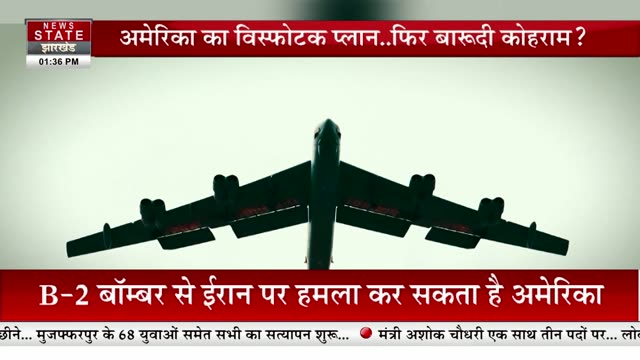 NEWS
STATE
झारखंड
01:36 PM
अमेरिका का विस्फोटक प्लान..फिर बारूदी कोहराम?
B-2 बॉम्बर से ईरान पर हमला कर सकता है अमेरिका
छीने... मुजफ्फरपुर के 68 युवाओं समेत सभी का सत्यापन शुरू... मंत्री अशोक चौधरी एक साथ तीन पदों पर... लो